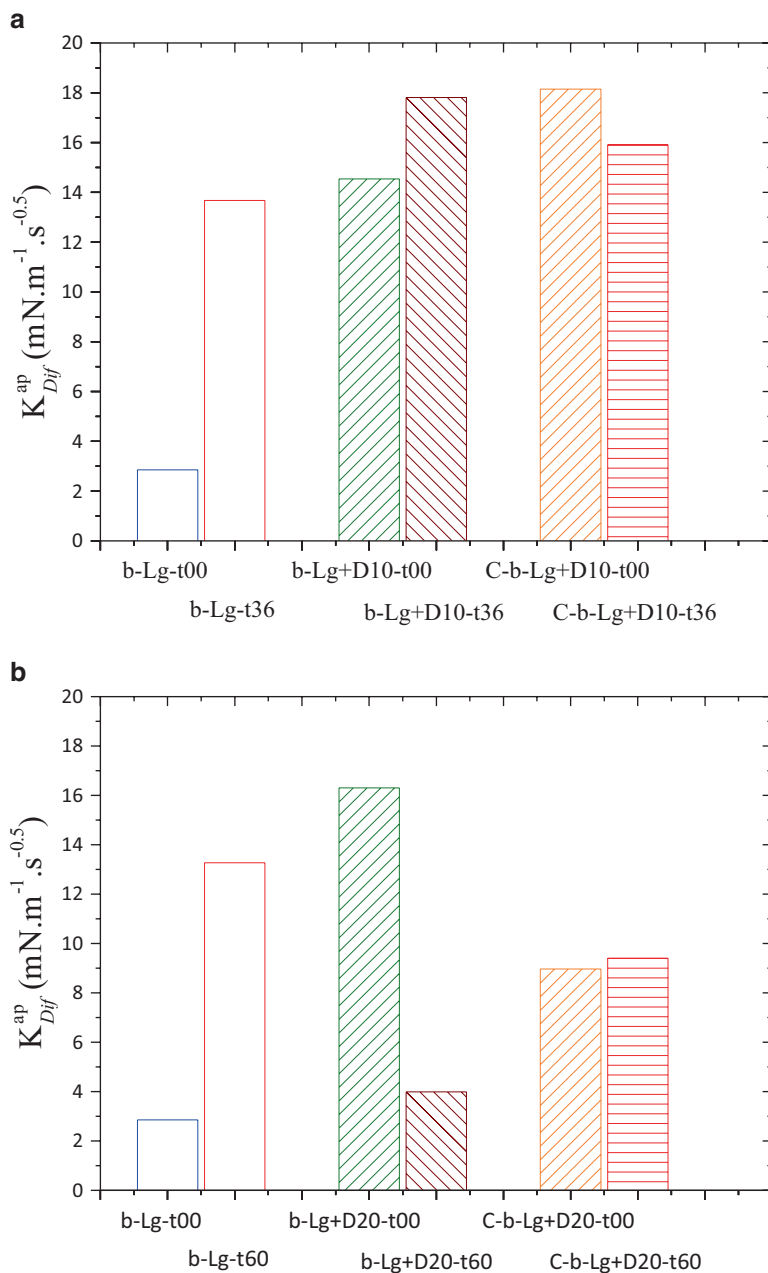 a
20
18
16
14
12
10
8
6
4
2
0
K^ap_Dif (mN.m^-1.s^-0.5)
b-Lg-t00 b-Lg+D10-t00 C-b-Lg+D10-t00
b-Lg-t36 b-Lg+D10-t36 C-b-Lg+D10-t36
b
20
18
16
14
12
10
8
6
4
2
0
K^ap_Dif (mN.m^-1.s^-0.5)
b-Lg-t00 b-Lg+D20-t00 C-b-Lg+D20-t00
b-Lg-t60 b-Lg+D20-t60 C-b-Lg+D20-t60